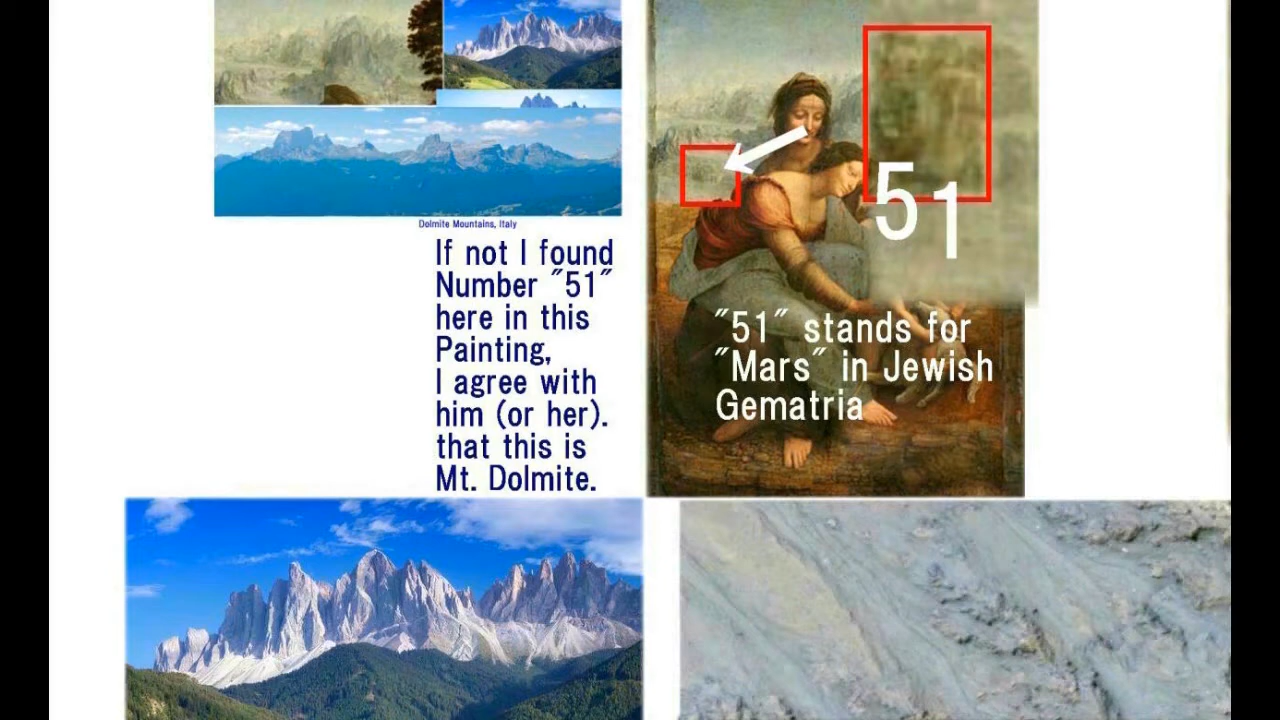 Dolmite Mountains, Italy
If not I found
Number "51"
here in this
Painting,
I agree with
him (or her).
that this is
Mt. Dolmite.
51
"51" stands for
"Mars" in Jewish
Gematria